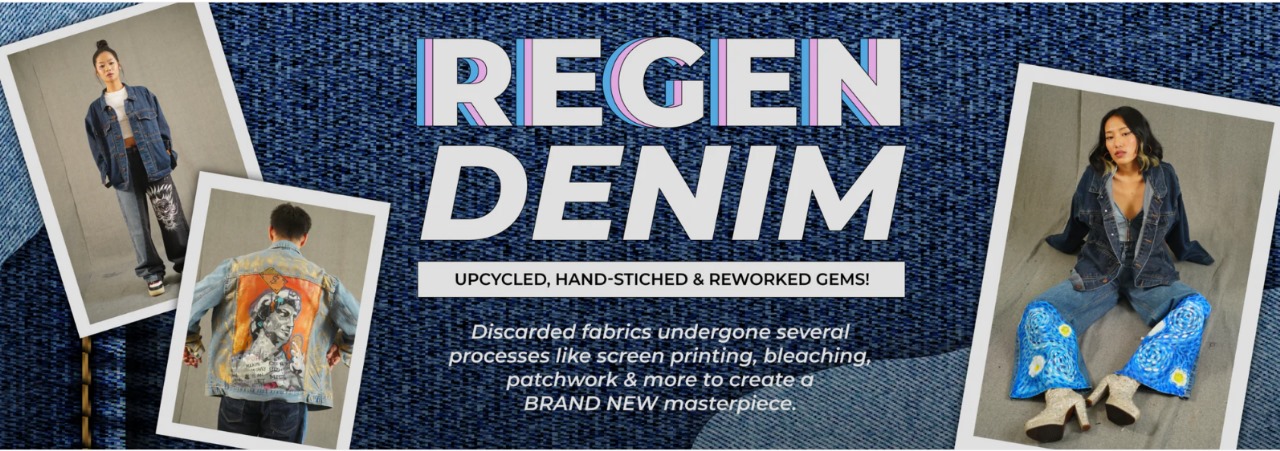 REGEN
DENIM
UPCYCLED, HAND-STICHED & REWORKED GEMS!
Discarded fabrics undergone several
processes like screen printing, bleaching,
patchwork & more to create a
BRAND NEW masterpiece.